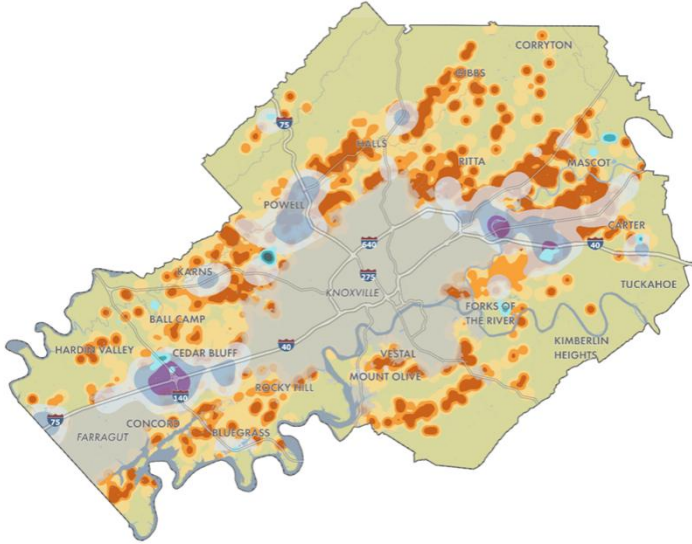 CORRYTON
GIBBS
75
HALLS
RITTA
MASCOT
POWELL
CARTER
640
40
KARNS
275
TUCKAHOE
KNOXVILLE
FORKS OF
THE RIVER
BALL CAMP
KIMBERLIN
HEIGHTS
HARDIN VALLEY
CEDAR BLUFF
40
VESTAL
MOUNT OLIVE
ROCKY HILL
140
75
CONCORD
FARRAGUT
BLUEGRASS